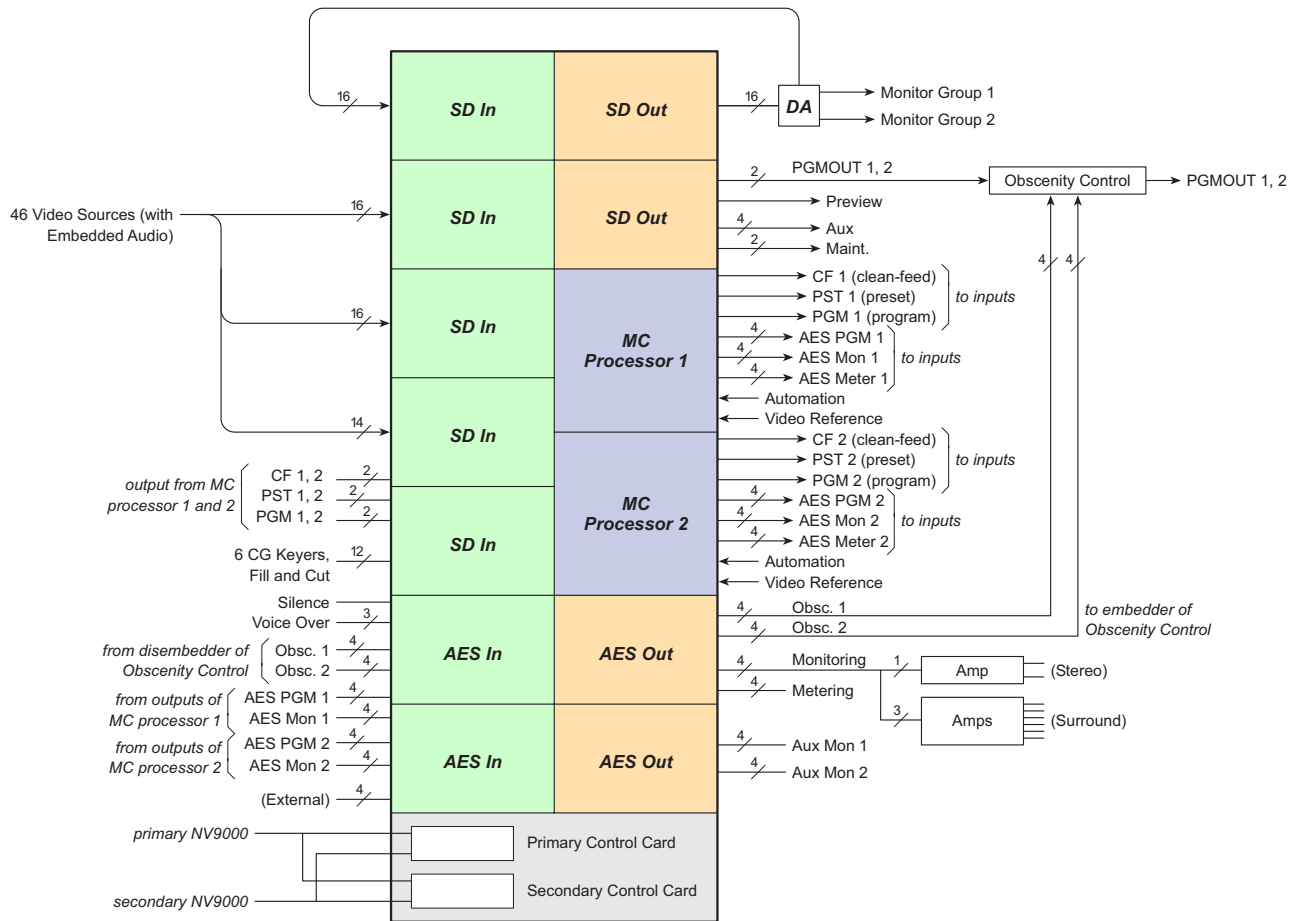 16
SD In
SD Out
16
DA
Monitor Group 1
Monitor Group 2
46 Video Sources (with
Embedded Audio)
16
SD In
SD Out
2
PGMOUT 1, 2
Obscenity Control
PGMOUT 1, 2
Preview
4
Aux
2
Maint.
4
4
16
SD In
MC
Processor 1
CF 1 (clean-feed)
PST 1 (preset)
PGM 1 (program)
to inputs
4
AES PGM 1
4
AES Mon 1
4
AES Meter 1
to inputs
Automation
Video Reference
14
SD In
output from MC
processor 1 and 2
CF 1, 2
2
PST 1, 2
2
PGM 1, 2
2
MC
Processor 2
CF 2 (clean-feed)
PST 2 (preset)
PGM 2 (program)
to inputs
4
AES PGM 2
4
AES Mon 2
4
AES Meter 2
to inputs
Automation
Video Reference
6 CG Keyers,
Fill and Cut
12
SD In
Silence
Voice Over
3
from disembedder of
Obscenity Control
Obsc. 1
4
Obsc. 2
4
AES In
AES Out
4
Obsc. 1
4
Obsc. 2
to embedder of
Obscenity Control
4
Monitoring
1
Amp
(Stereo)
4
Metering
3
Amps
(Surround)
from outputs of
MC processor 1
AES PGM 1
4
AES Mon 1
4
from outputs of
MC processor 2
AES PGM 2
4
AES Mon 2
4
AES In
AES Out
4
Aux Mon 1
4
Aux Mon 2
(External)
4
primary NV9000
Primary Control Card
secondary NV9000
Secondary Control Card